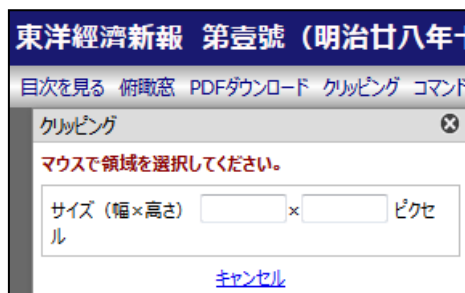 東洋經濟新報 第壹號（明治廿八年十
目次を見る 俯瞰窓 PDFダウンロード クリッピング コマンド
クリッピング
マウスで領域を選択してください。
サイズ（幅×高さ） × ピクセ
ル
キャンセル